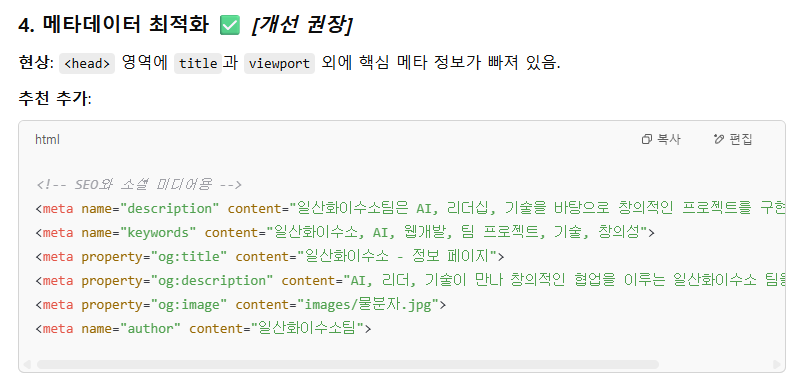 4. 메타데이터 최적화 ✅ [개선 권장]
현상: <head> 영역에 title과 viewport 외에 핵심 메타 정보가 빠져 있음.
추천 추가:
html 복사 편집
<!-- SEO와 소셜 미디어용 -->
<meta name="description" content="일산화이수소팀은 AI, 리더십, 기술을 바탕으로 창의적인 프로젝트를 구현
<meta name="keywords" content="일산화이수소, AI, 웹개발, 팀 프로젝트, 기술, 창의성">
<meta property="og:title" content="일산화이수소 - 정보 페이지">
<meta property="og:description" content="AI, 리더, 기술이 만나 창의적인 협업을 이루는 일산화이수소 팀을
<meta property="og:image" content="images/물분자.jpg">
<meta name="author" content="일산화이수소팀">